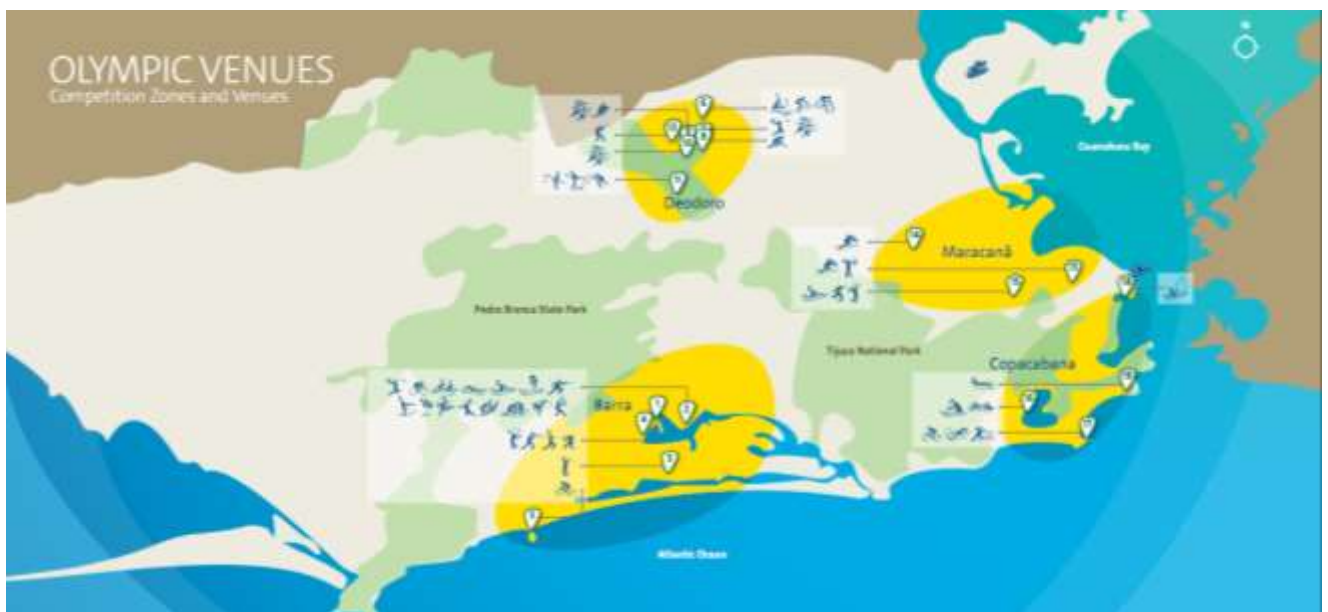 OLYMPIC VENUES
Competition Zones and Venues
N
Guanabara Bay
Deodoro
Maracanã
Pedra Branca State Park
Tijuca National Park
Copacabana
Barra
Atlantic Ocean